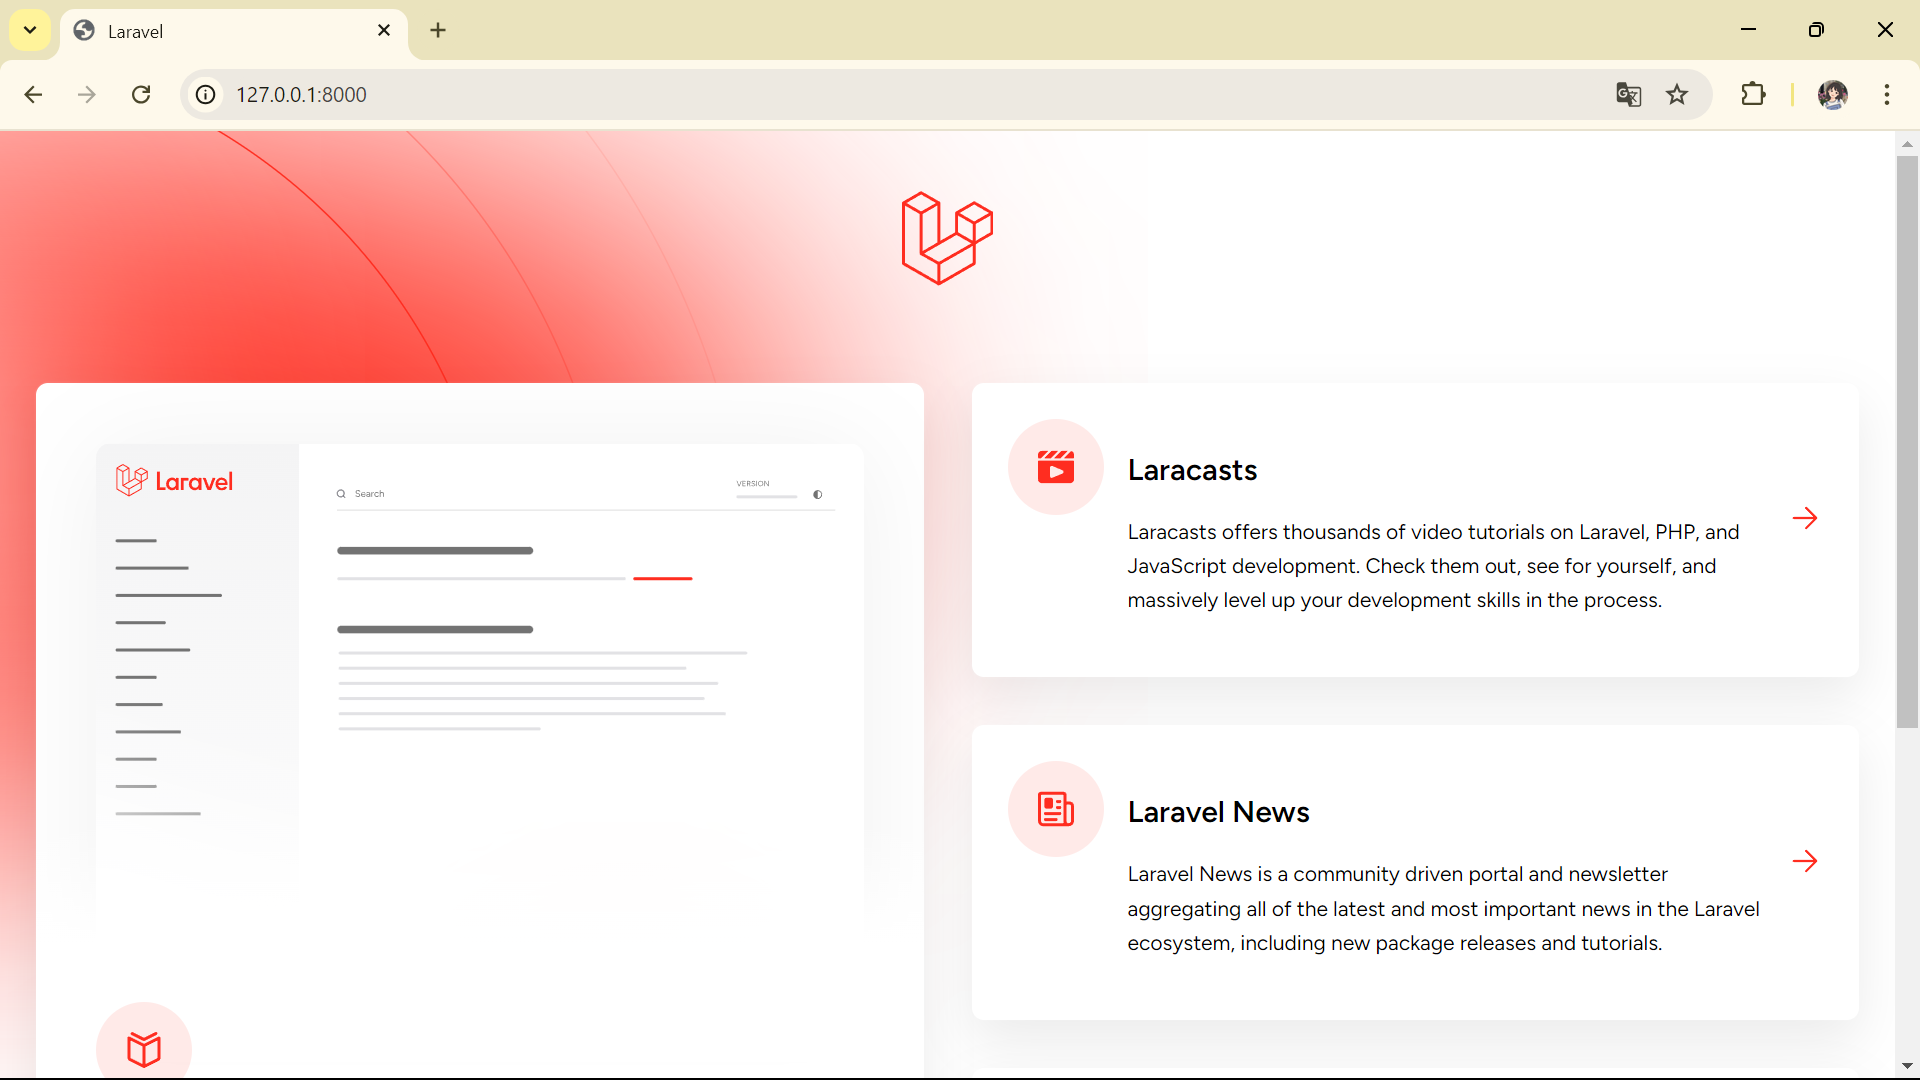 Laravel
127.0.0.1:8000
Laravel
Search
VERSION
Laracasts
Laracasts offers thousands of video tutorials on Laravel, PHP, and
JavaScript development. Check them out, see for yourself, and
massively level up your development skills in the process.
Laravel News
Laravel News is a community driven portal and newsletter
aggregating all of the latest and most important news in the Laravel
ecosystem, including new package releases and tutorials.